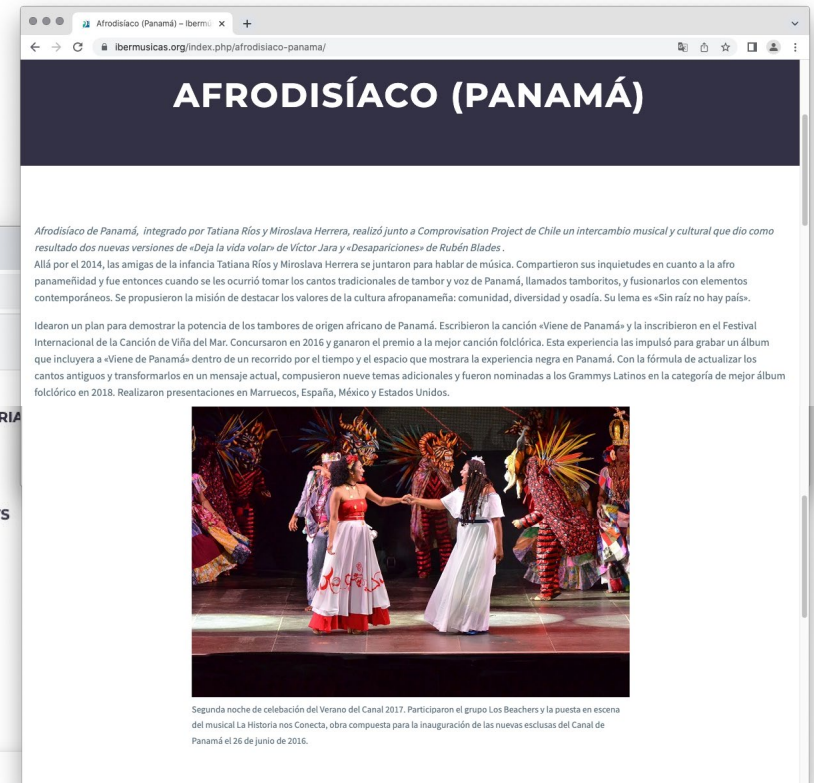 Afrodisíaco (Panamá) – Ibermú
ibermusicas.org/index.php/afrodisiaco-panama/
AFRODISÍACO (PANAMÁ)
Afrodisíaco de Panamá, integrado por Tatiana Ríos y Miroslava Herrera, realizó junto a Comprovisation Project de Chile un intercambio musical y cultural que dio como
resultado dos nuevas versiones de «Deja la vida volar» de Víctor Jara y «Desapariciones» de Rubén Blades .
Allá por el 2014, las amigas de la infancia Tatiana Ríos y Miroslava Herrera se juntaron para hablar de música. Compartieron sus inquietudes en cuanto a la afro
panameñidad y fue entonces cuando se les ocurrió tomar los cantos tradicionales de tambor y voz de Panamá, llamados tamboritos, y fusionarlos con elementos
contemporáneos. Se propusieron la misión de destacar los valores de la cultura afropanameña: comunidad, diversidad y osadía. Su lema es «Sin raíz no hay país».
Idearon un plan para demostrar la potencia de los tambores de origen africano de Panamá. Escribieron la canción «Viene de Panamá» y la inscribieron en el Festival
Internacional de la Canción de Viña del Mar. Concursaron en 2016 y ganaron el premio a la mejor canción folclórica. Esta experiencia las impulsó para grabar un álbum
que incluyera a «Viene de Panamá» dentro de un recorrido por el tiempo y el espacio que mostrara la experiencia negra en Panamá. Con la fórmula de actualizar los
cantos antiguos y transformarlos en un mensaje actual, compusieron nueve temas adicionales y fueron nominadas a los Grammys Latinos en la categoría de mejor álbum
folclórico en 2018. Realizaron presentaciones en Marruecos, España, México y Estados Unidos.
RIA
'S
Segunda noche de celebación del Verano del Canal 2017. Participaron el grupo Los Beachers y la puesta en escena
del musical La Historia nos Conecta, obra compuesta para la inauguración de las nuevas esclusas del Canal de
Panamá el 26 de junio de 2016.